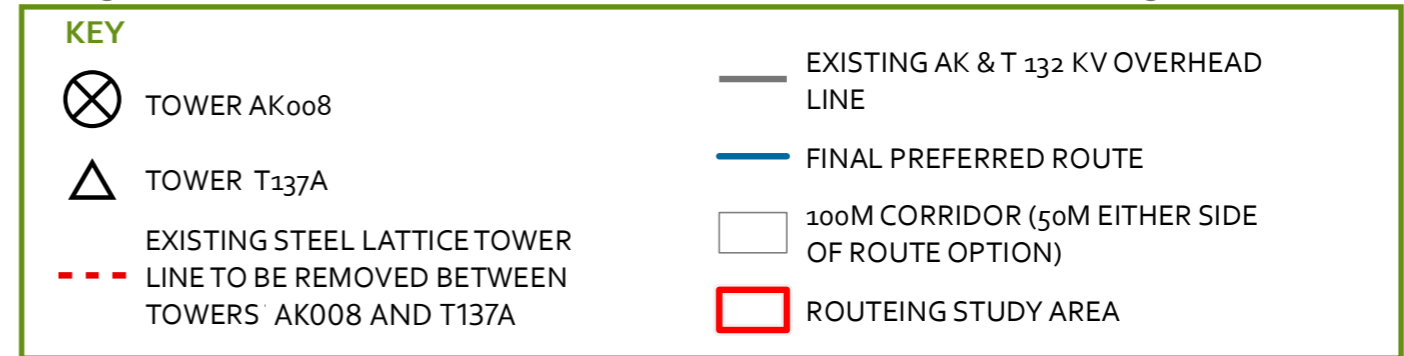 KEY
TOWER AK008
TOWER T137A
EXISTING STEEL LATTICE TOWER
LINE TO BE REMOVED BETWEEN
TOWERS AK008 AND T137A
EXISTING AK & T 132 KV OVERHEAD
LINE
FINAL PREFERRED ROUTE
100M CORRIDOR (50M EITHER SIDE
OF ROUTE OPTION)
ROUTEING STUDY AREA